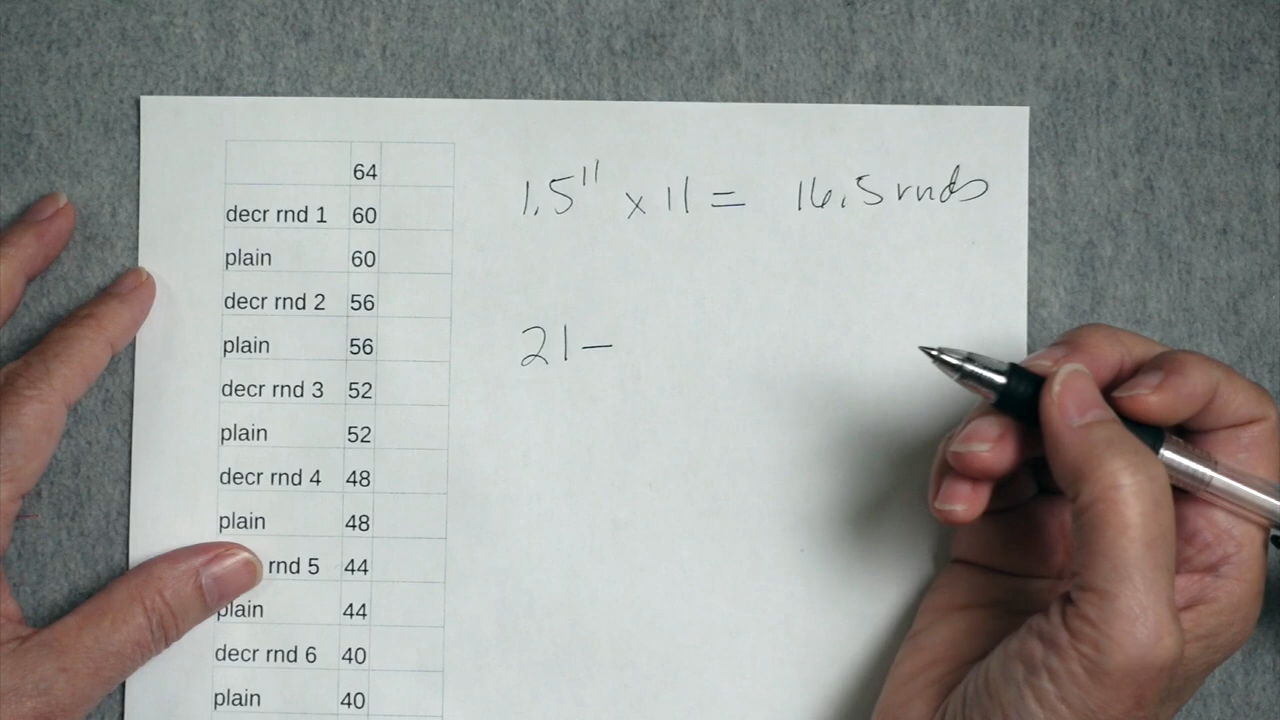 64
decr rnd 1 60
plain 60
decr rnd 2 56
plain 56
decr rnd 3 52
plain 52
decr rnd 4 48
plain 48
rnd 5 44
plain 44
decr rnd 6 40
plain 40
1.5" x 11 = 16.5 rnds
21 –